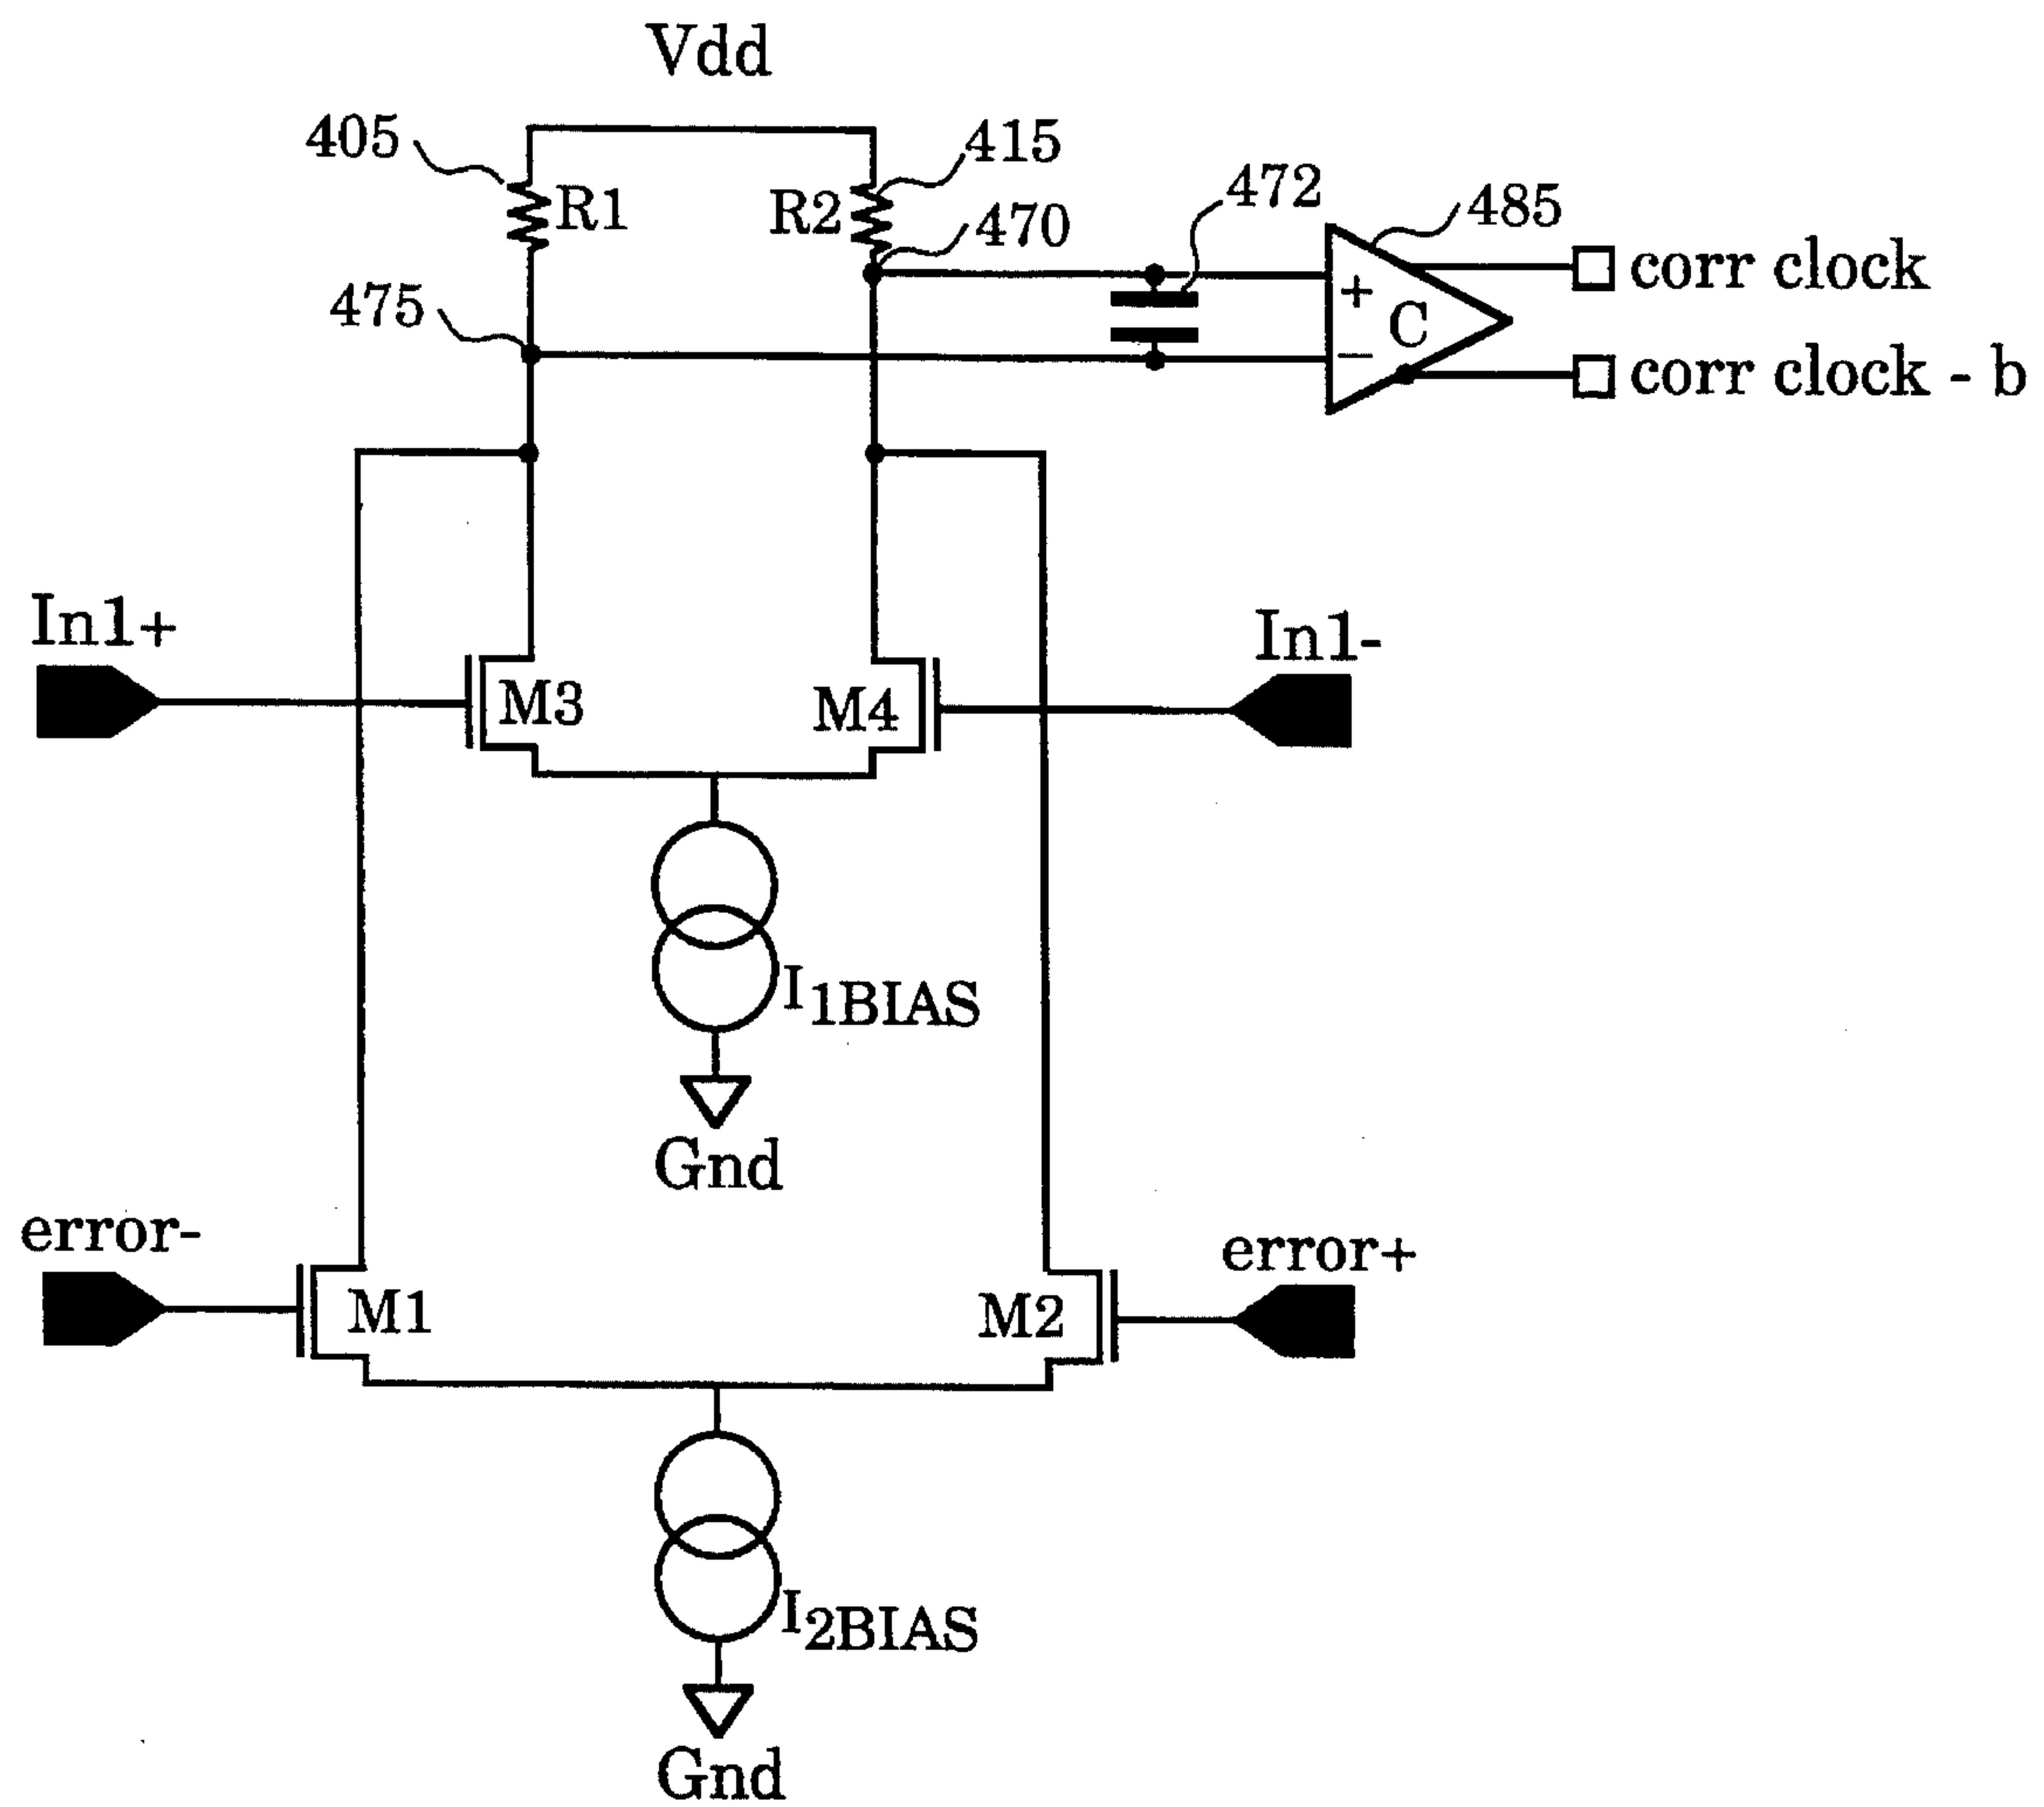 Vdd
405
R1
R2
415
470
472
485
475
+
−
C
corr clock
corr clock - b
In1+
M3
M4
In1-
I1BIAS
Gnd
error-
M1
M2
error+
I2BIAS
Gnd